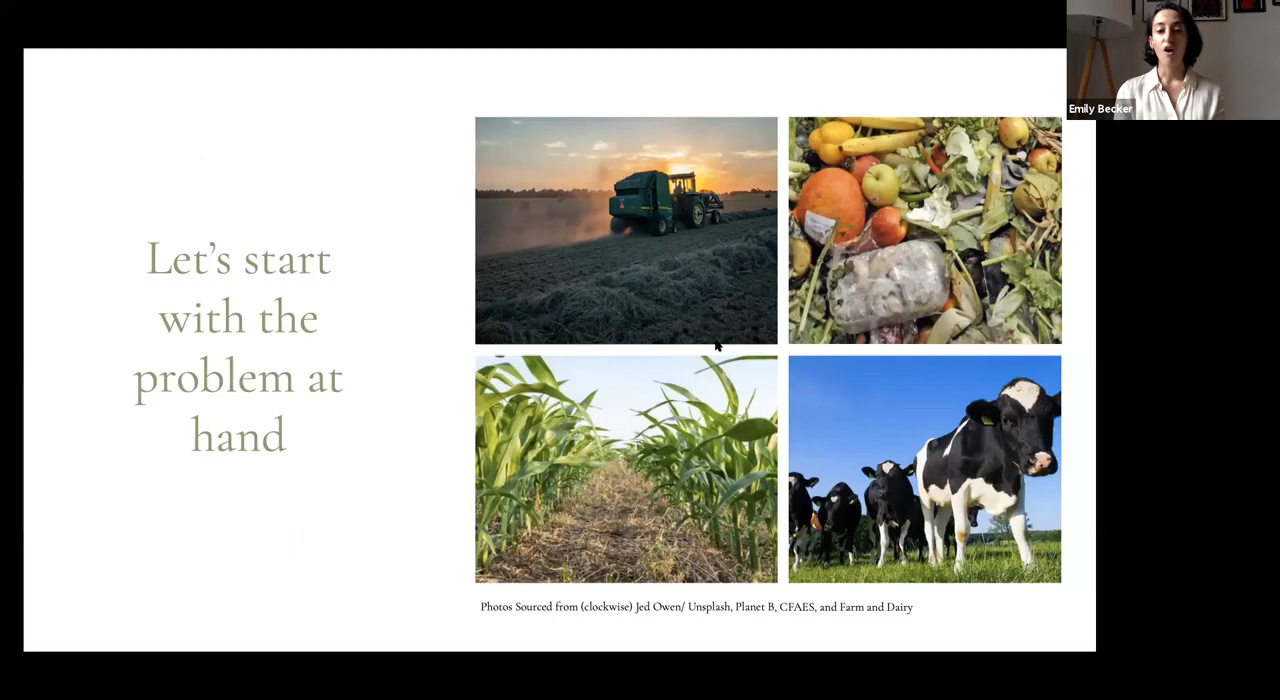 Emily Becker
Let's start
with the
problem at
hand
Photos Sourced from (clockwise) Jed Owen/ Unsplash, Planet B, CFAES, and Farm and Dairy